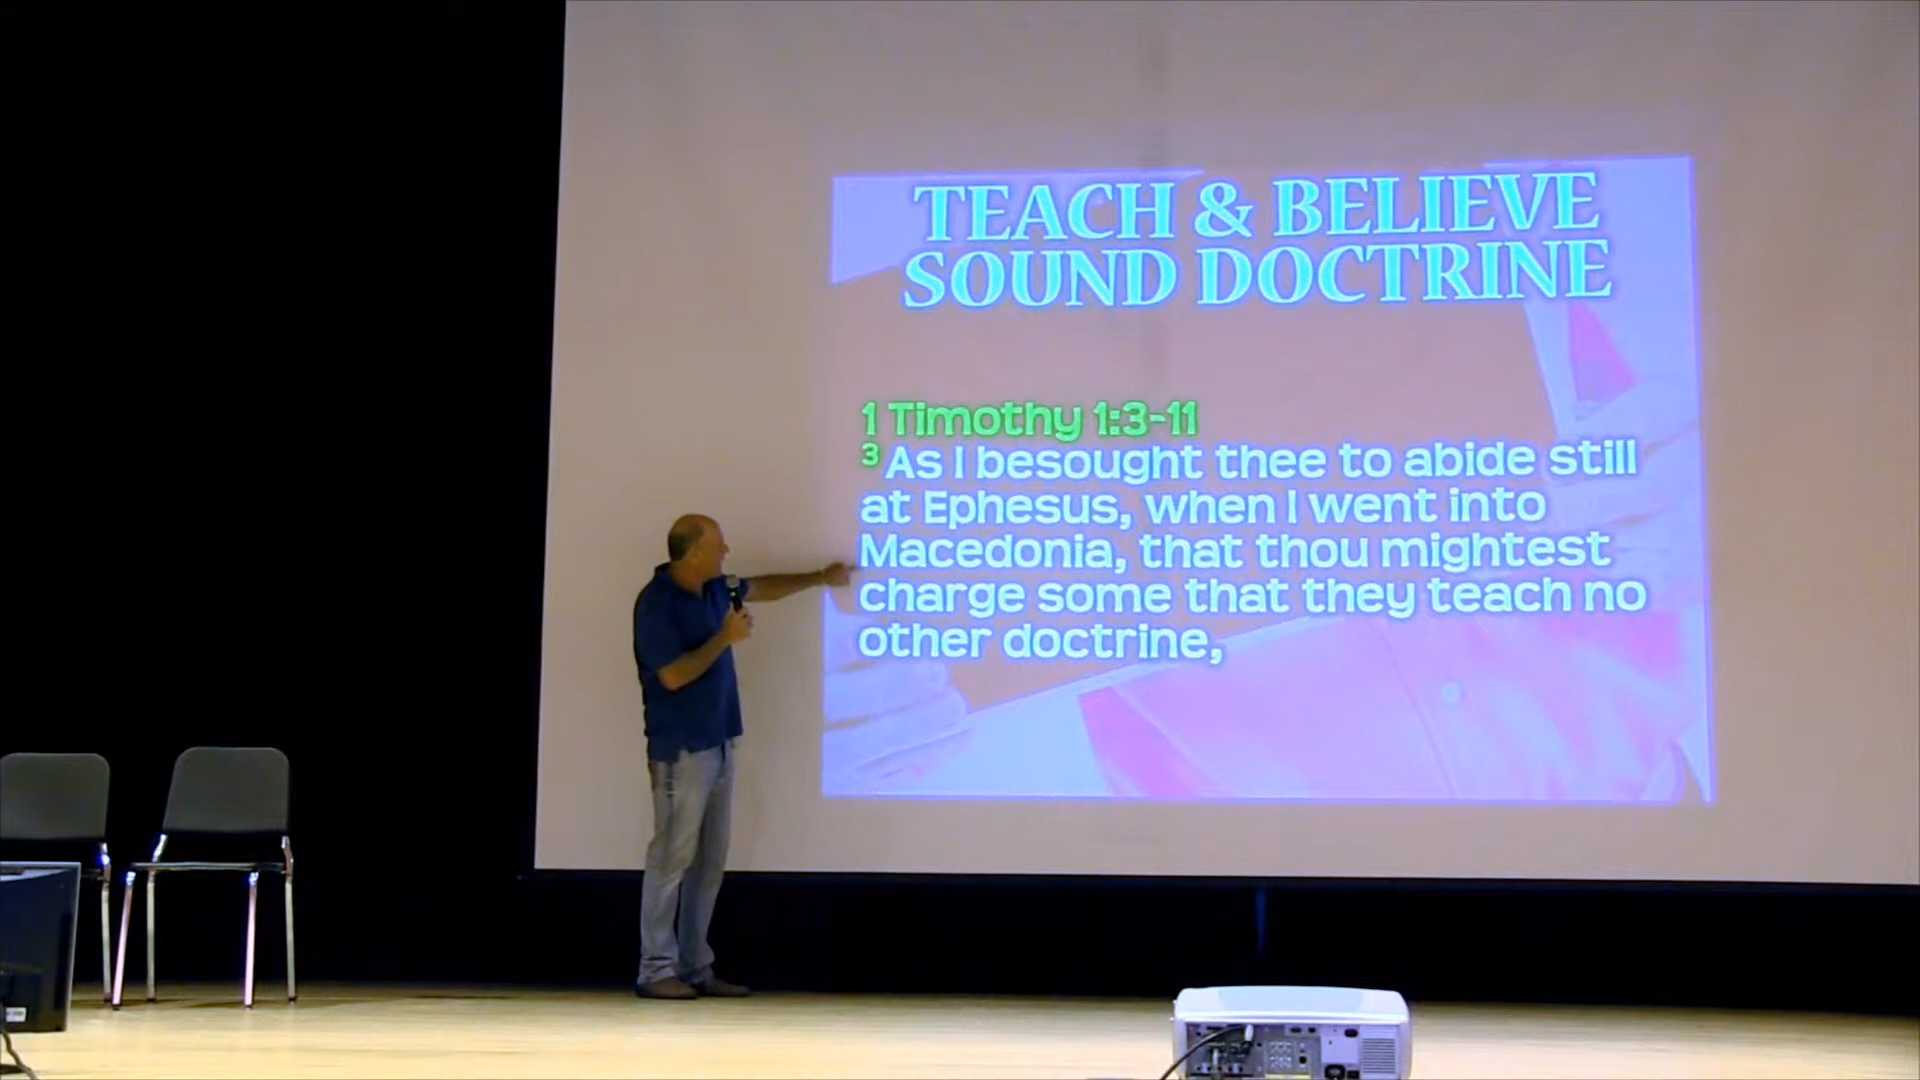 TEACH & BELIEVE
SOUND DOCTRINE
1 Timothy 1:3-11
3 As I besought thee to abide still
at Ephesus, when I went into
Macedonia, that thou mightest
charge some that they teach no
other doctrine,